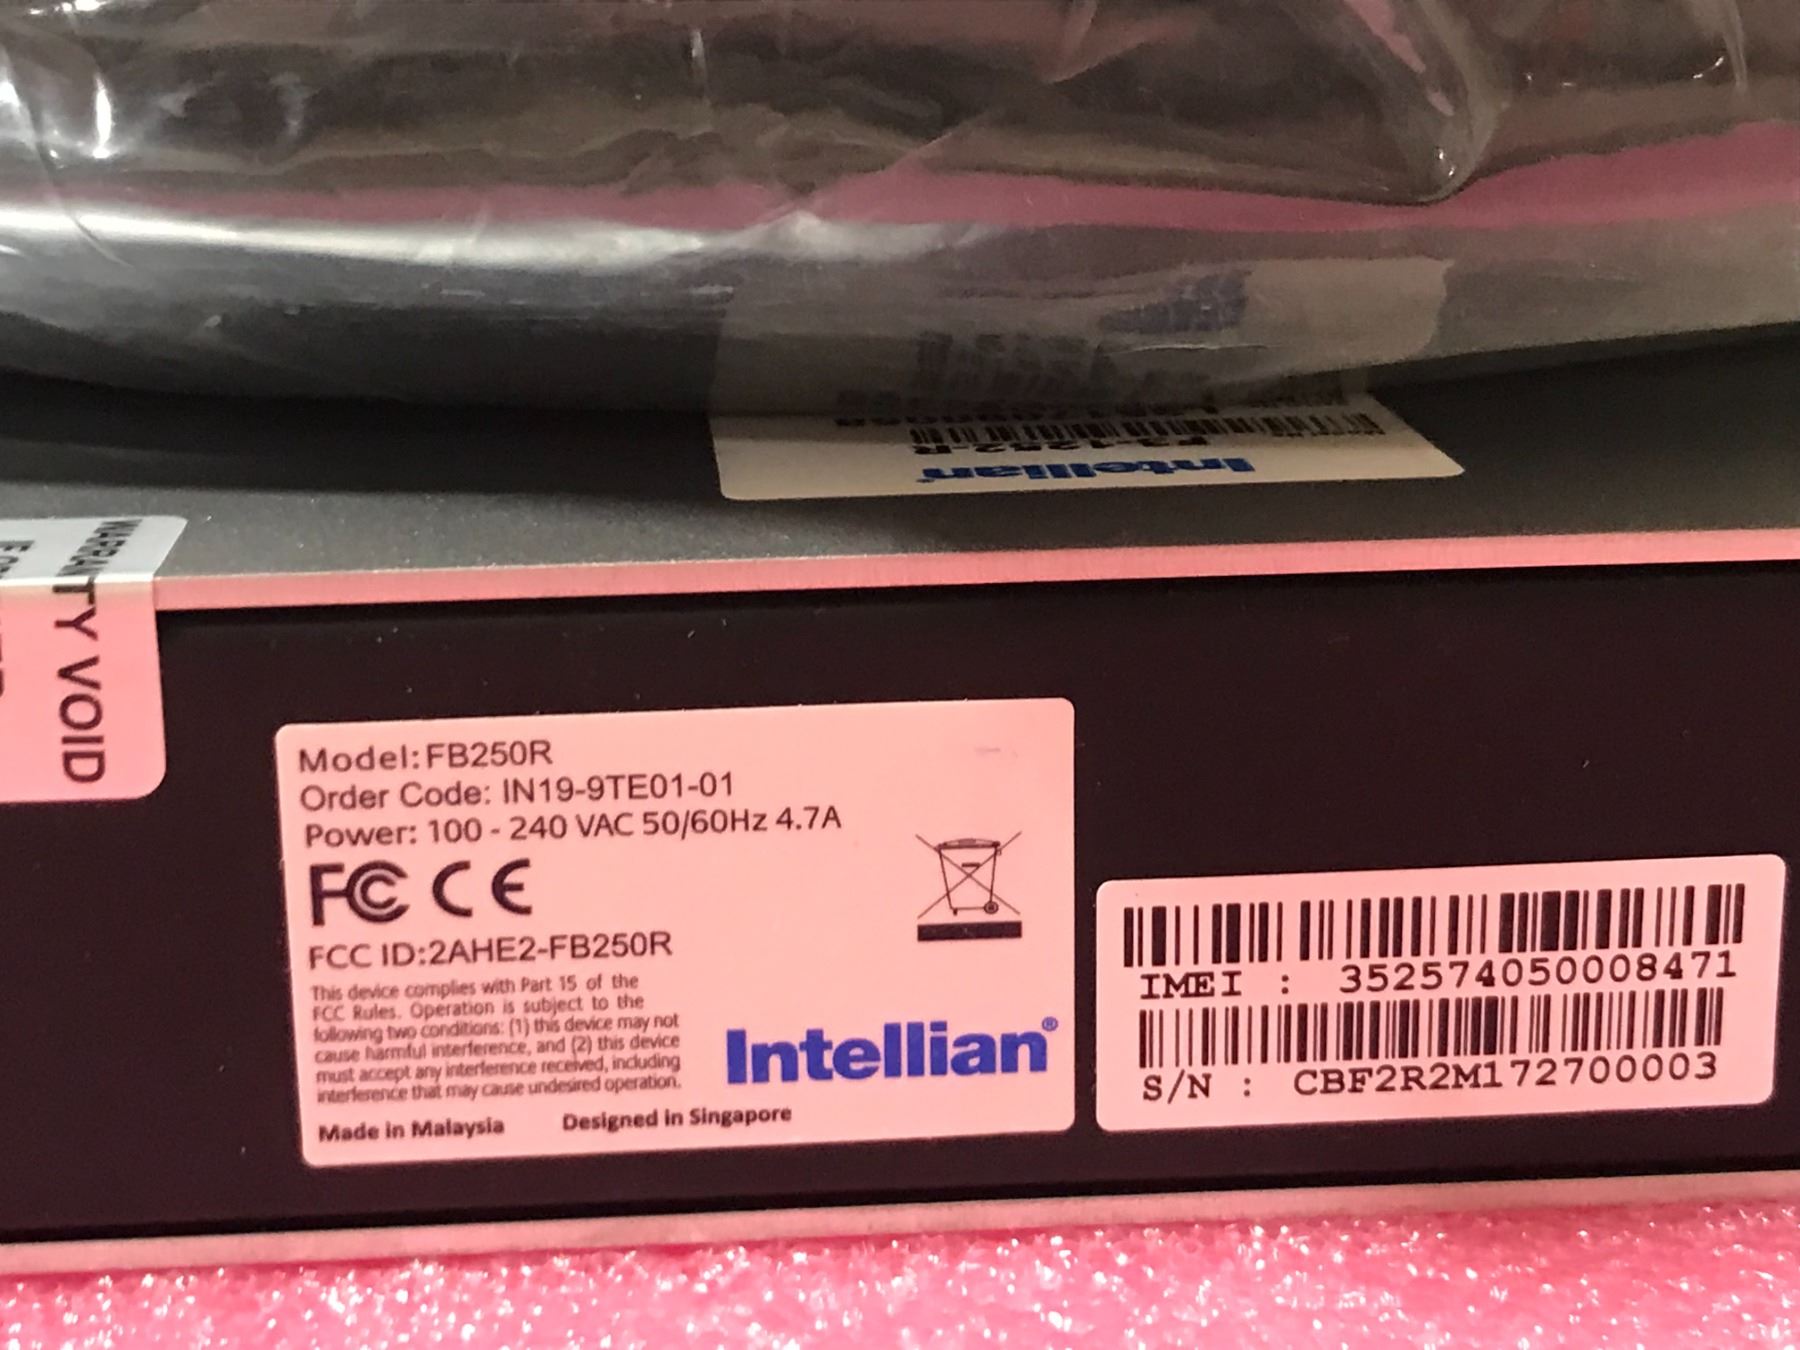 F2-1252-R
Intellian
WARRANTY VOID
Model:FB250R
Order Code: IN19-9TE01-01
Power: 100 - 240 VAC 50/60Hz 4.7A
FC CE
FCC ID:2AHE2-FB250R
This device complies with Part 15 of the
FCC Rules. Operation is subject to the
following two conditions: (1) this device may not
cause harmful interference, and (2) this device
must accept any interference received, including
interference that may cause undesired operation.
Made in Malaysia Designed in Singapore
Intellian®
IMEI : 352574050008471
S/N : CBF2R2M172700003